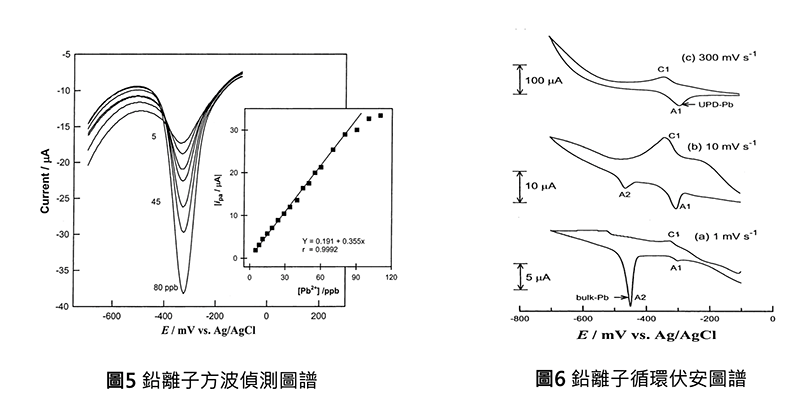 -5
-10
-15
-20
-25
-30
-35
-40
Current / μA
5
45
80 ppb
-600
-400
-200
0
200
E / mV vs. Ag/AgCl
30
20
10
0
|Ipa / μA|
Y = 0.191 + 0.355x
r = 0.9992
0
30
60
90
120
[Pb²⁺] /ppb
圖5 鉛離子方波偵測圖譜
C1
(c) 300 mV s⁻¹
100 μA
UPD-Pb
A1
C1
(b) 10 mV s⁻¹
10 μA
A2
A1
(a) 1 mV s⁻¹
C1
A1
5 μA
bulk-Pb
A2
-800
-600
-400
-200
0
E / mV vs. Ag/AgCl
圖6 鉛離子循環伏安圖譜